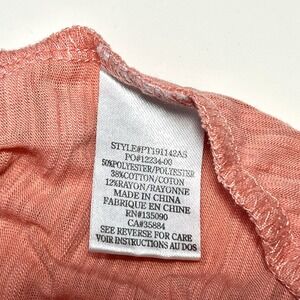 STYLE#PT191142AS
PO#12234-00
50%POLYESTER/POLYESTER
38%COTTON/COTON
12%RAYON/RAYONNE
MADE IN CHINA
FABRIQUE EN CHINE
RN#135090
CA#35684
SEE REVERSE FOR CARE
VOIR INSTRUCTIONS AU DOS